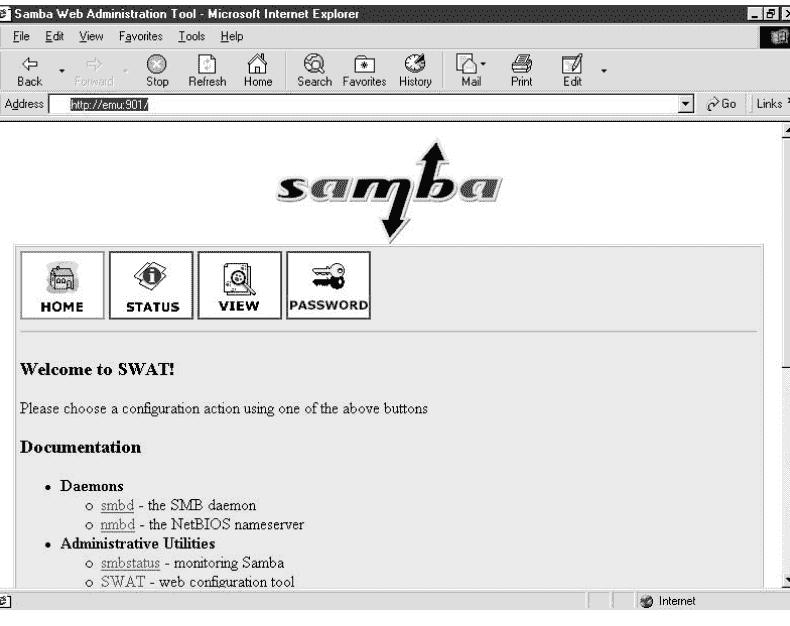 Samba Web Administration Tool - Microsoft Internet Explorer
File Edit View Favorites Tools Help
Back Forward Stop Refresh Home Search Favorites History Mail Print Edit
Address http://emu:901/ Go Links
samba
HOME STATUS VIEW PASSWORD
Welcome to SWAT!
Please choose a configuration action using one of the above buttons
Documentation
• Daemons
o smbd - the SMB daemon
o nmbd - the NetBIOS nameserver
• Administrative Utilities
o smbstatus - monitoring Samba
o SWAT - web configuration tool
Internet